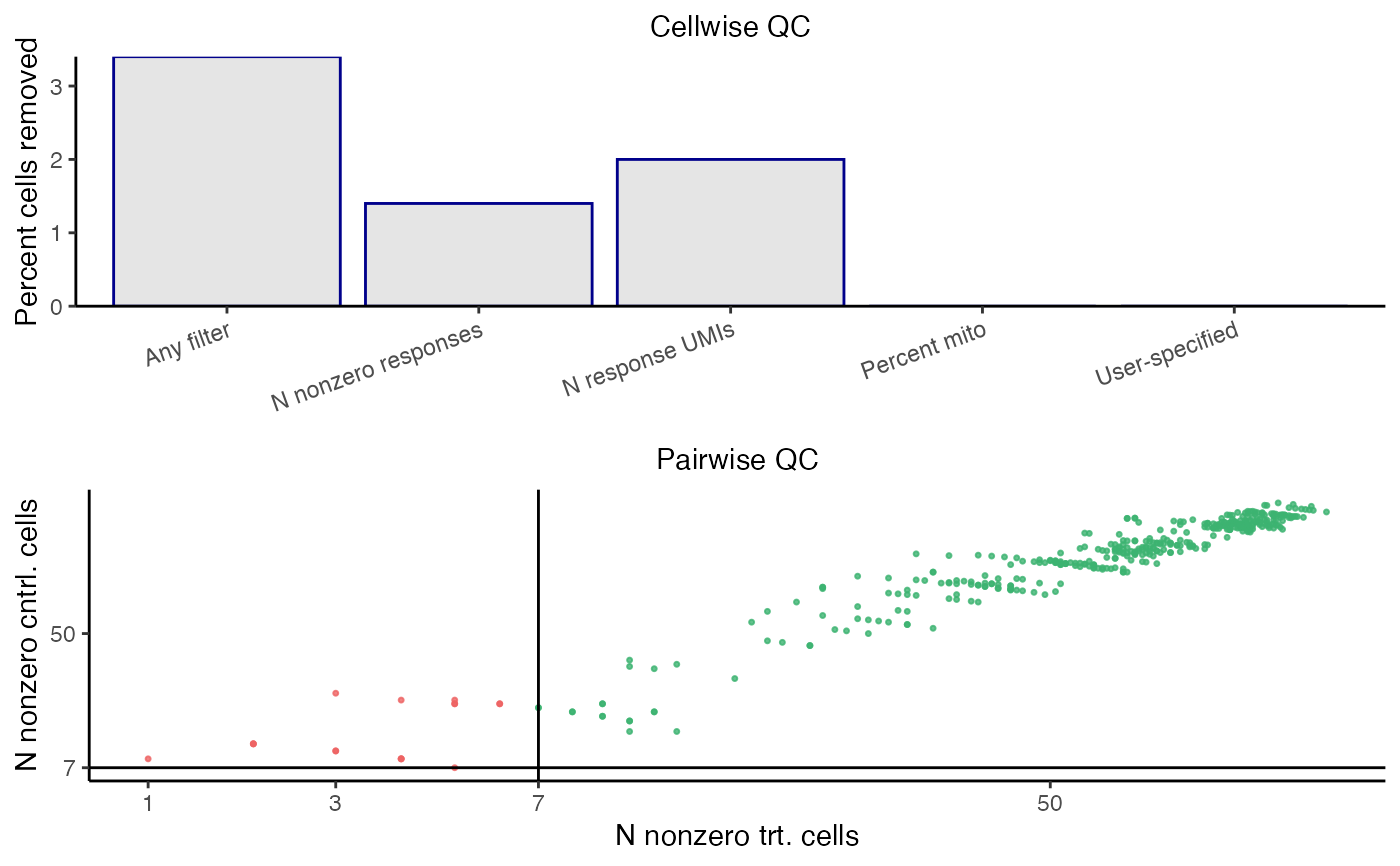 Cellwise QC
Percent cells removed
3
2
1
0
Any filter
N nonzero responses
N response UMIs
Percent mito
User-specified
Pairwise QC
N nonzero cntrl. cells
50
7
1
3
7
50
N nonzero trt. cells